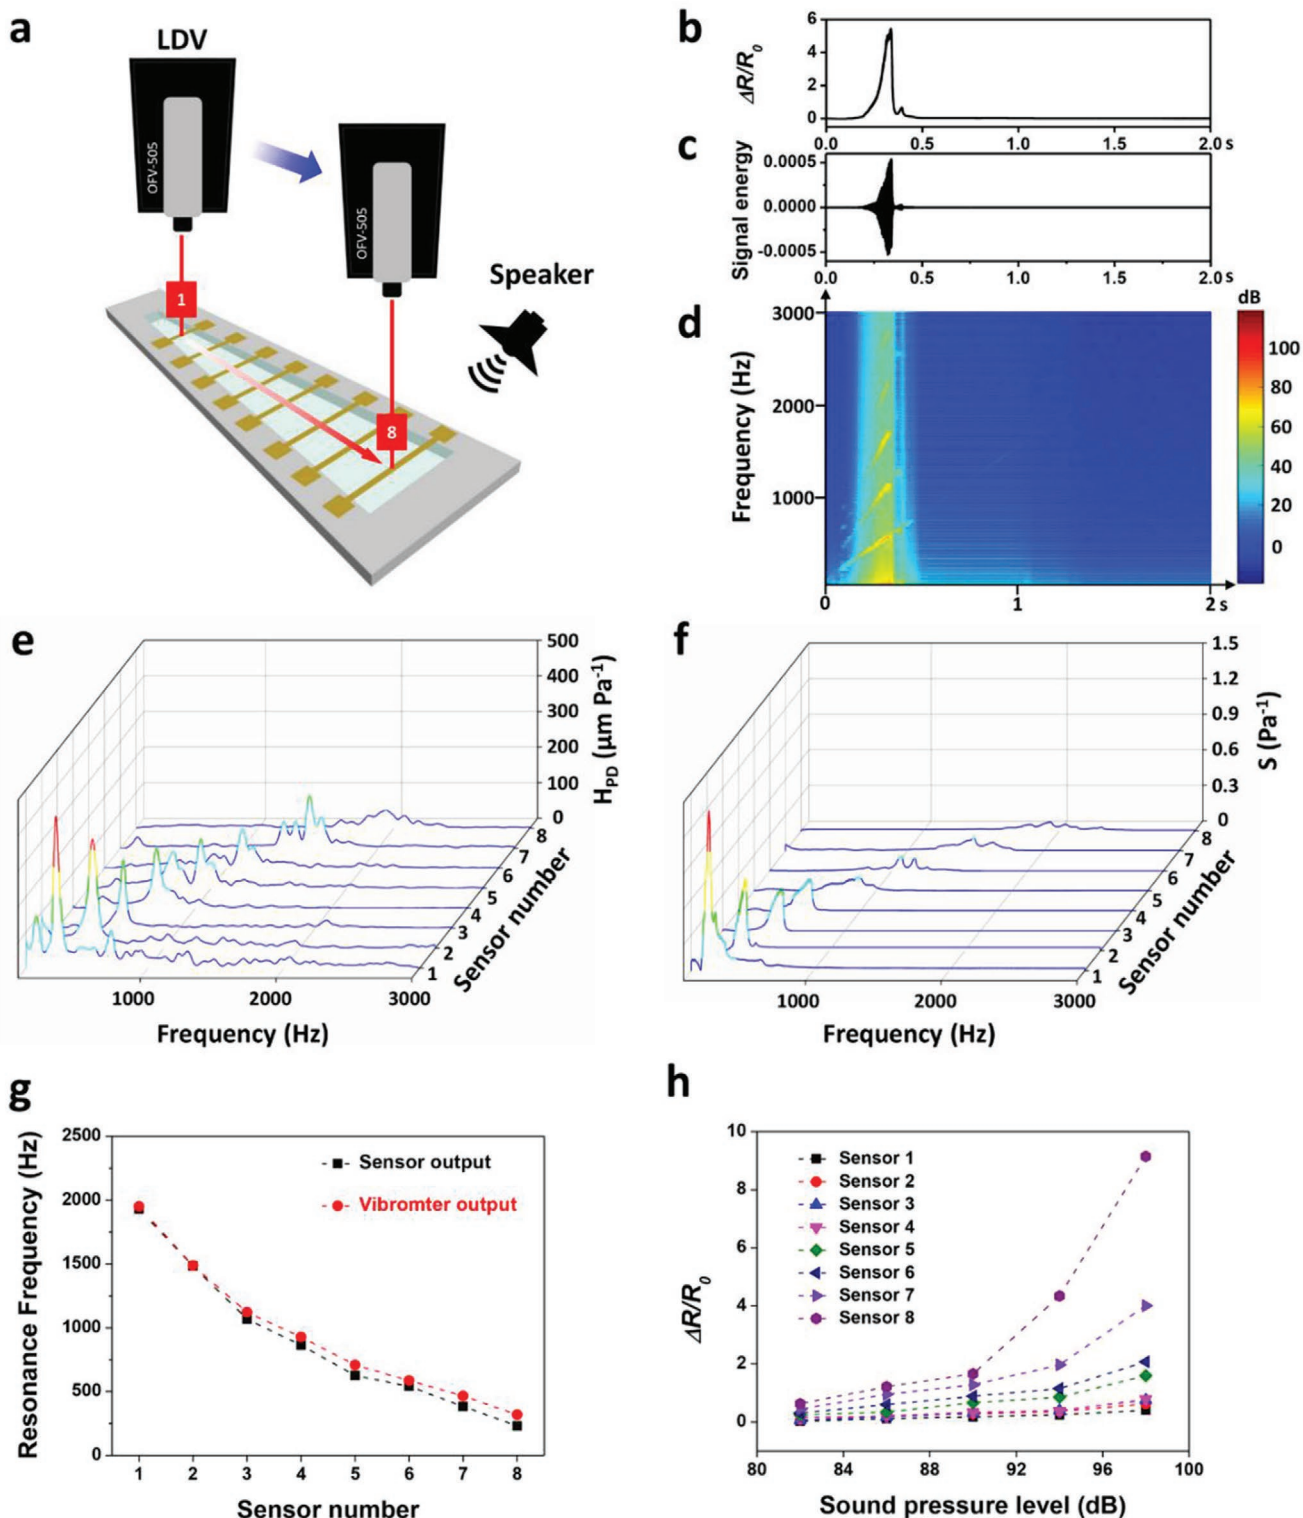 a
LDV
OFV-505
OFV-505
1
8
Speaker
b
ΔR/R0
6
4
2
0
0.0 0.5 1.0 1.5 2.0 s
c
Signal energy
0.0005
0.0000
-0.0005
0.0 0.5 1.0 1.5 2.0 s
d
Frequency (Hz)
3000
2000
1000
0 1 2 s
dB
100
80
60
40
20
0
e
500
400
300
200
100
0
HPD (μm Pa-1)
8
7
6
5
4
3
2
1
Sensor number
1000 2000 3000
Frequency (Hz)
f
1.5
1.2
0.9
0.6
0.3
0
S (Pa-1)
8
7
6
5
4
3
2
1
Sensor number
1000 2000 3000
Frequency (Hz)
g
Resonance Frequency (Hz)
2500
2000
1500
1000
500
0
Sensor output
Vibromter output
1 2 3 4 5 6 7 8
Sensor number
h
ΔR/R0
10
8
6
4
2
0
Sensor 1
Sensor 2
Sensor 3
Sensor 4
Sensor 5
Sensor 6
Sensor 7
Sensor 8
80 84 88 92 96 100
Sound pressure level (dB)